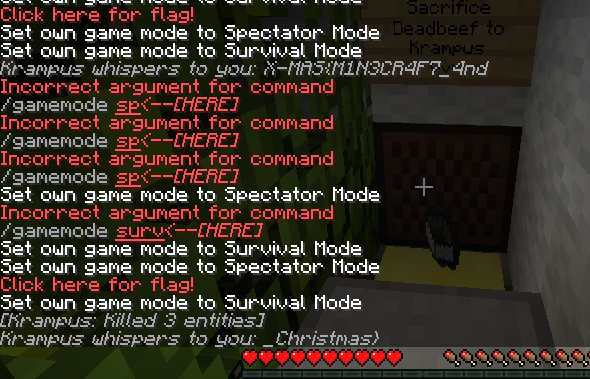 Click here for flag!
Set own game mode to Spectator Mode
Set own game mode to Survival Mode
Krampus whispers to you: X-MAS{M1N3CR4F7_4nd
Incorrect argument for command
/gamemode sp<--[HERE]
Incorrect argument for command
/gamemode sp<--[HERE]
Incorrect argument for command
/gamemode sp<--[HERE]
Set own game mode to Spectator Mode
Incorrect argument for command
/gamemode surv<--[HERE]
Set own game mode to Survival Mode
Set own game mode to Spectator Mode
Click here for flag!
Set own game mode to Survival Mode
[Krampus: Killed 3 entities]
Krampus whispers to you: _Christmas}
Sacrifice
Deadbeef to
Krampus